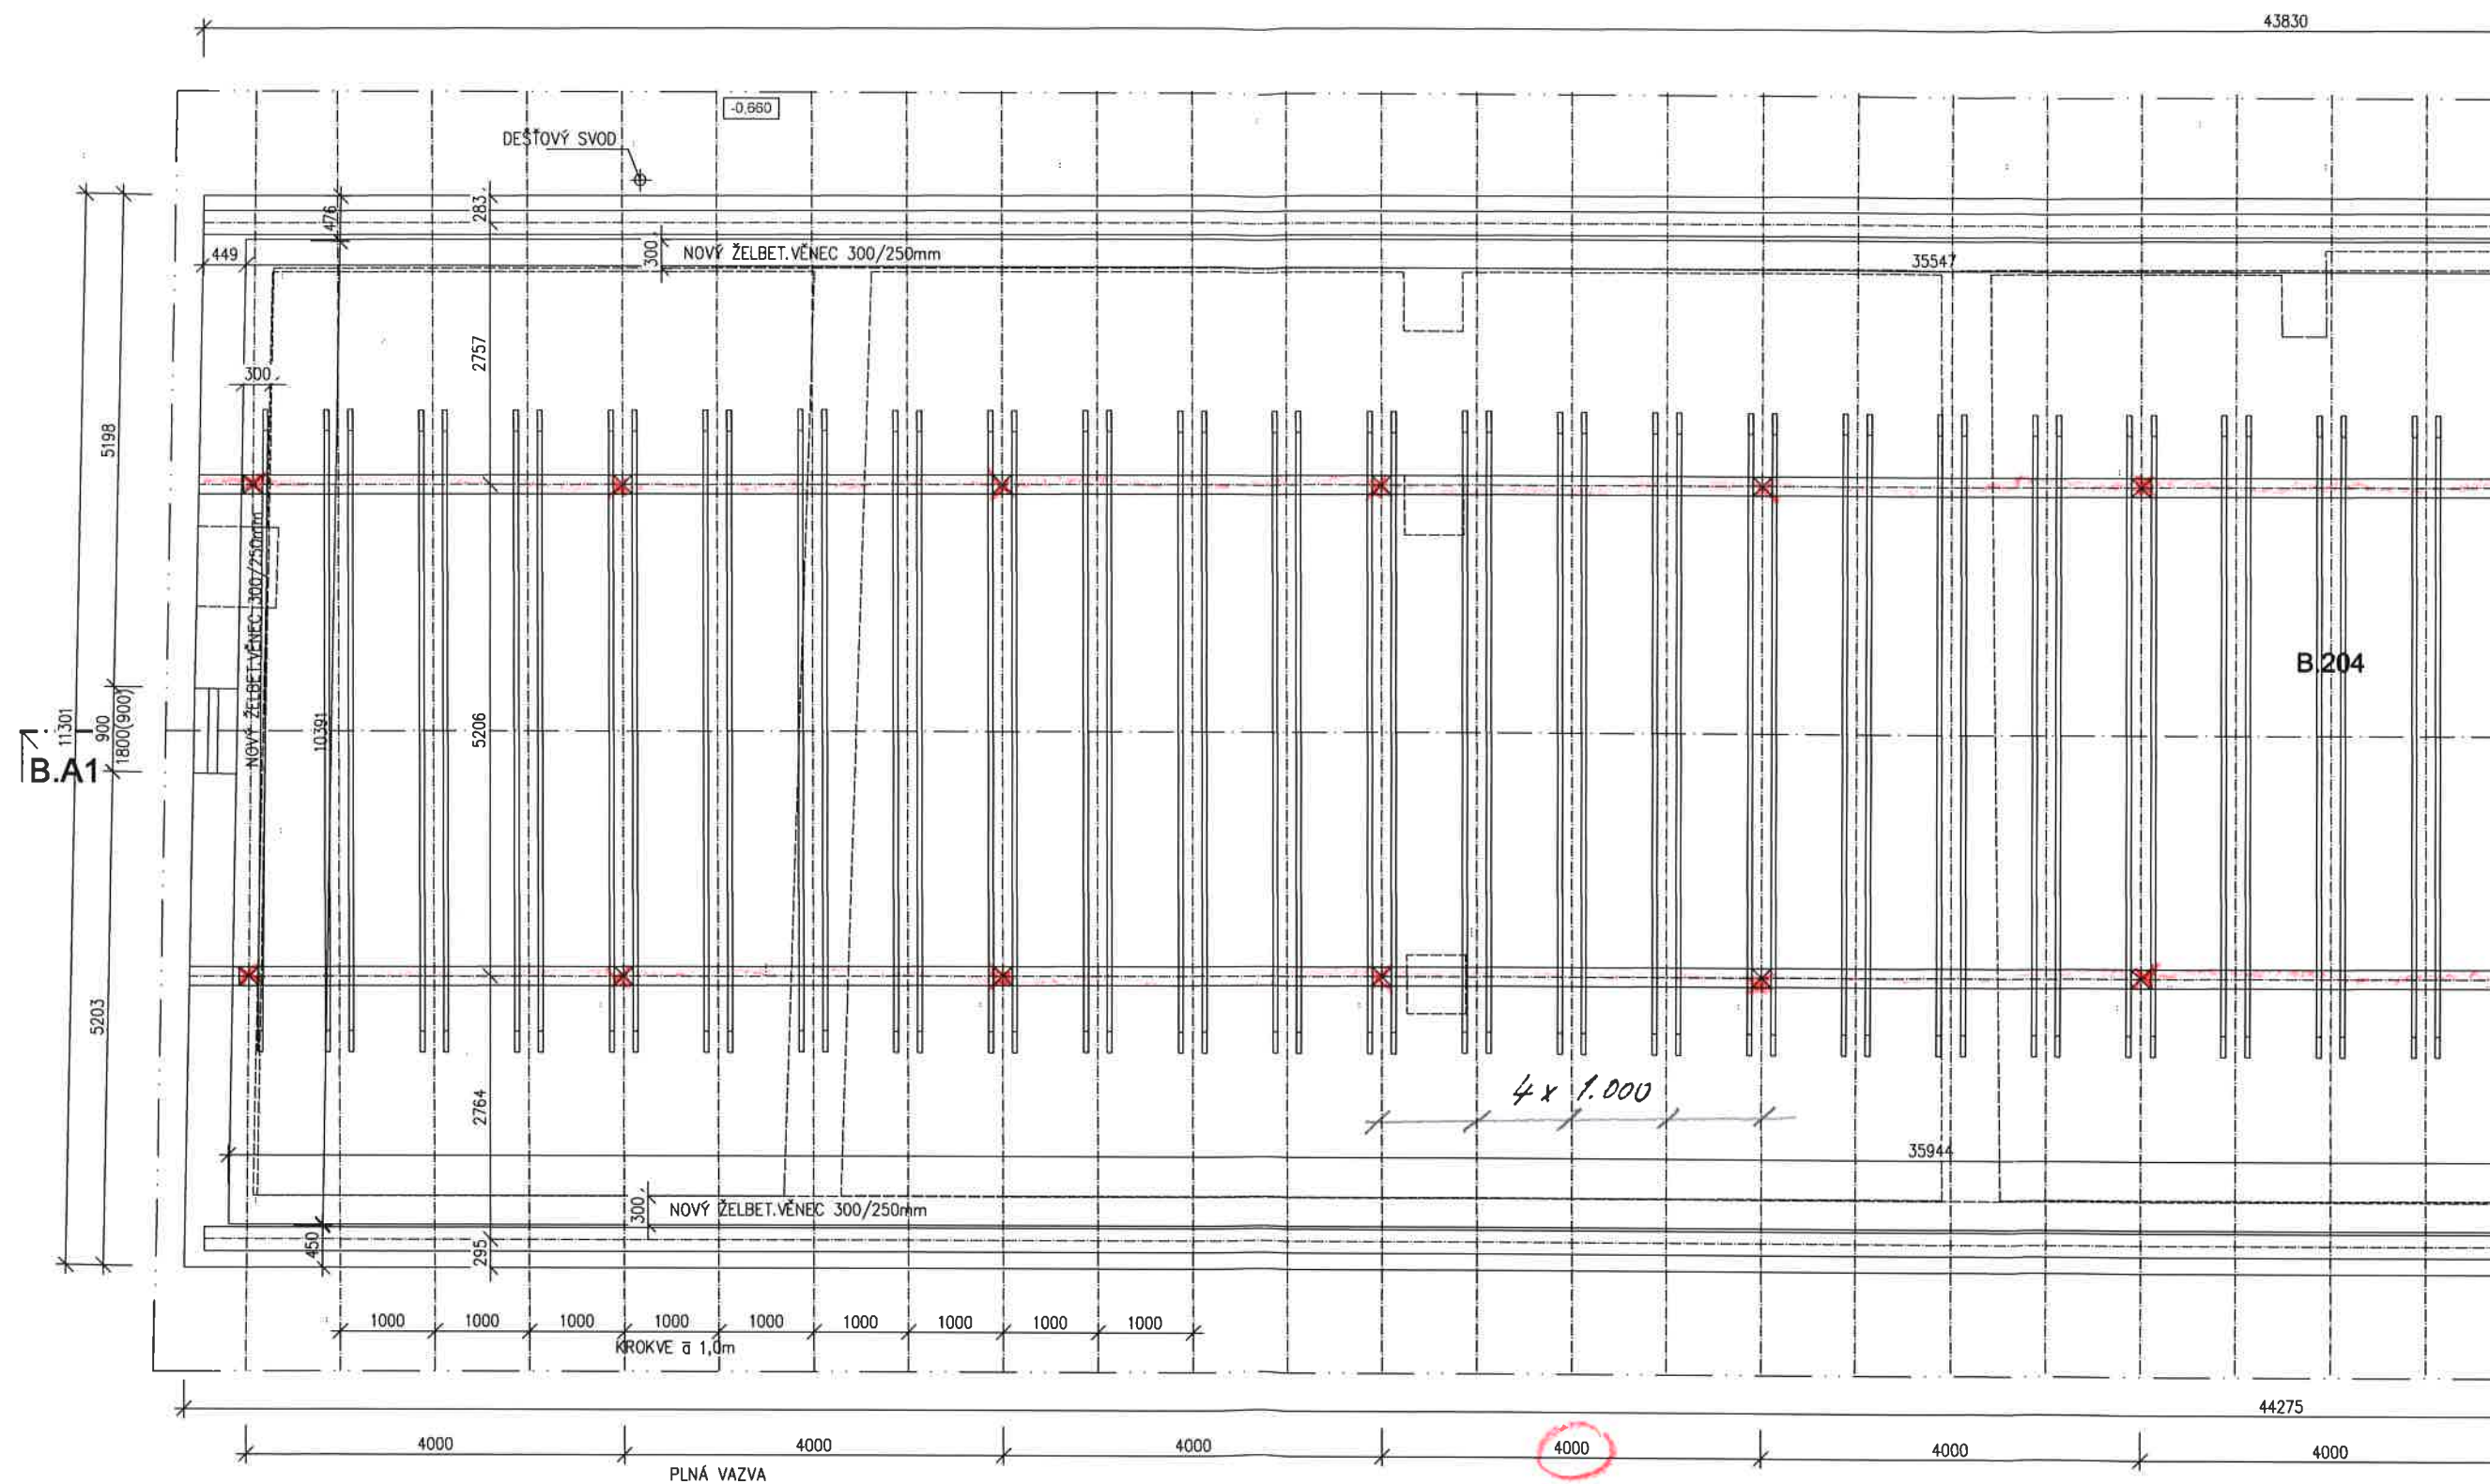 43830
-0,660
DEŠŤOVÝ SVOD
476
283
449
300
NOVÝ ŽELBET.VĚNEC 300/250mm
35547
2757
300
5198
NOVÝ ŽELBET.VĚNEC 300/250mm
B.204
11301
900
1800(900)
10391
5206
B.A1
5203
2764
4 x 1.000
35944
300
NOVÝ ŽELBET.VĚNEC 300/250mm
450
295
1000 1000 1000 1000 1000 1000 1000 1000 1000
KROKVE a 1,0m
44275
4000 4000 4000 4000 4000 4000
PLNÁ VAZVA